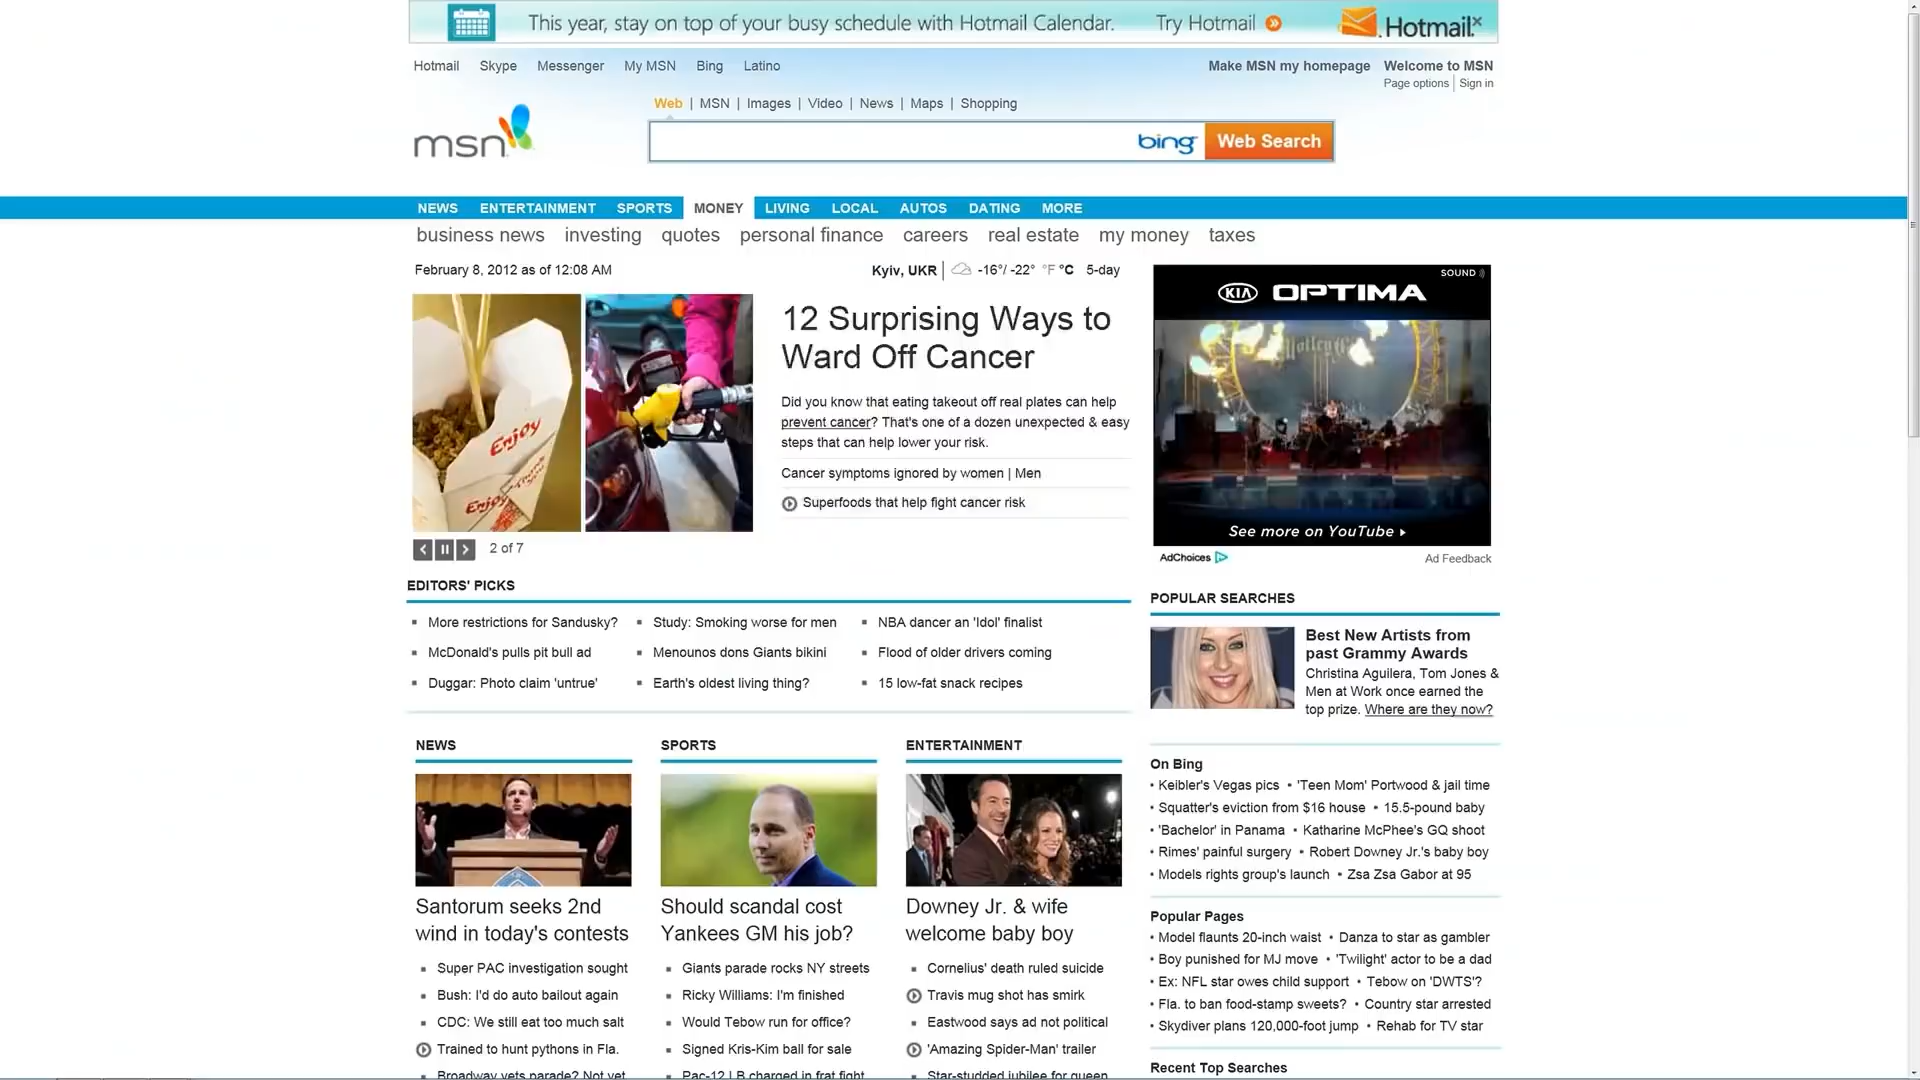 This year, stay on top of your busy schedule with Hotmail Calendar. Try Hotmail Hotmail
Hotmail Skype Messenger My MSN Bing Latino
Make MSN my homepage Welcome to MSN
Page options Sign in
Web | MSN | Images | Video | News | Maps | Shopping
msn
bing Web Search
NEWS ENTERTAINMENT SPORTS MONEY LIVING LOCAL AUTOS DATING MORE
business news investing quotes personal finance careers real estate my money taxes
February 8, 2012 as of 12:08 AM
Kyiv, UKR -16°/ -22° °F °C 5-day
Enjoy
Enjoy
12 Surprising Ways to
Ward Off Cancer
Did you know that eating takeout off real plates can help
prevent cancer? That's one of a dozen unexpected & easy
steps that can help lower your risk.
Cancer symptoms ignored by women | Men
Superfoods that help fight cancer risk
2 of 7
SOUND
KIA OPTIMA
See more on YouTube
AdChoices
Ad Feedback
EDITORS' PICKS
More restrictions for Sandusky?
McDonald's pulls pit bull ad
Duggar: Photo claim 'untrue'
Study: Smoking worse for men
Menounos dons Giants bikini
Earth's oldest living thing?
NBA dancer an 'Idol' finalist
Flood of older drivers coming
15 low-fat snack recipes
POPULAR SEARCHES
Best New Artists from
past Grammy Awards
Christina Aguilera, Tom Jones &
Men at Work once earned the
top prize. Where are they now?
NEWS
Santorum seeks 2nd
wind in today's contests
Super PAC investigation sought
Bush: I'd do auto bailout again
CDC: We still eat too much salt
Trained to hunt pythons in Fla.
Broadway vets parade? Not yet
SPORTS
Should scandal cost
Yankees GM his job?
Giants parade rocks NY streets
Ricky Williams: I'm finished
Would Tebow run for office?
Signed Kris-Kim ball for sale
Pac-12 LB charged in frat fight
ENTERTAINMENT
Downey Jr. & wife
welcome baby boy
Cornelius' death ruled suicide
Travis mug shot has smirk
Eastwood says ad not political
'Amazing Spider-Man' trailer
Star-studded jubilee for queen
On Bing
• Keibler's Vegas pics • 'Teen Mom' Portwood & jail time
• Squatter's eviction from $16 house • 15.5-pound baby
• 'Bachelor' in Panama • Katharine McPhee's GQ shoot
• Rimes' painful surgery • Robert Downey Jr.'s baby boy
• Models rights group's launch • Zsa Zsa Gabor at 95
Popular Pages
• Model flaunts 20-inch waist • Danza to star as gambler
• Boy punished for MJ move • 'Twilight' actor to be a dad
• Ex: NFL star owes child support • Tebow on 'DWTS'?
• Fla. to ban food-stamp sweets? • Country star arrested
• Skydiver plans 120,000-foot jump • Rehab for TV star
Recent Top Searches